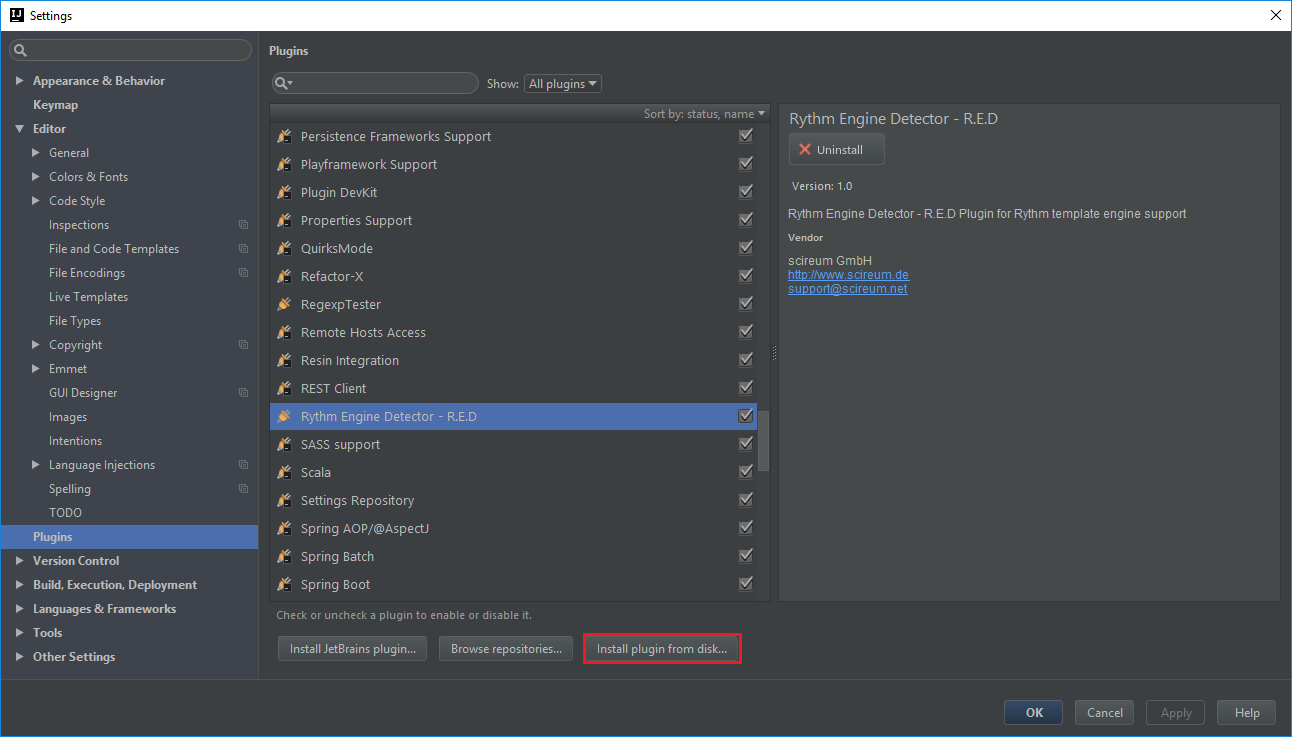 Settings
Appearance & Behavior
Keymap
Editor
General
Colors & Fonts
Code Style
Inspections
File and Code Templates
File Encodings
Live Templates
File Types
Copyright
Emmet
GUI Designer
Images
Intentions
Language Injections
Spelling
TODO
Plugins
Version Control
Build, Execution, Deployment
Languages & Frameworks
Tools
Other Settings
Plugins
Show: All plugins
Sort by: status, name
Persistence Frameworks Support
Playframework Support
Plugin DevKit
Properties Support
QuirksMode
Refactor-X
RegexpTester
Remote Hosts Access
Resin Integration
REST Client
Rythm Engine Detector - R.E.D
SASS support
Scala
Settings Repository
Spring AOP/@AspectJ
Spring Batch
Spring Boot
Check or uncheck a plugin to enable or disable it.
Install JetBrains plugin... Browse repositories... Install plugin from disk...
Rythm Engine Detector - R.E.D
Uninstall
Version: 1.0
Rythm Engine Detector - R.E.D Plugin for Rythm template engine support
Vendor
scireum GmbH
http://www.scireum.de
support@scireum.net
OK Cancel Apply Help